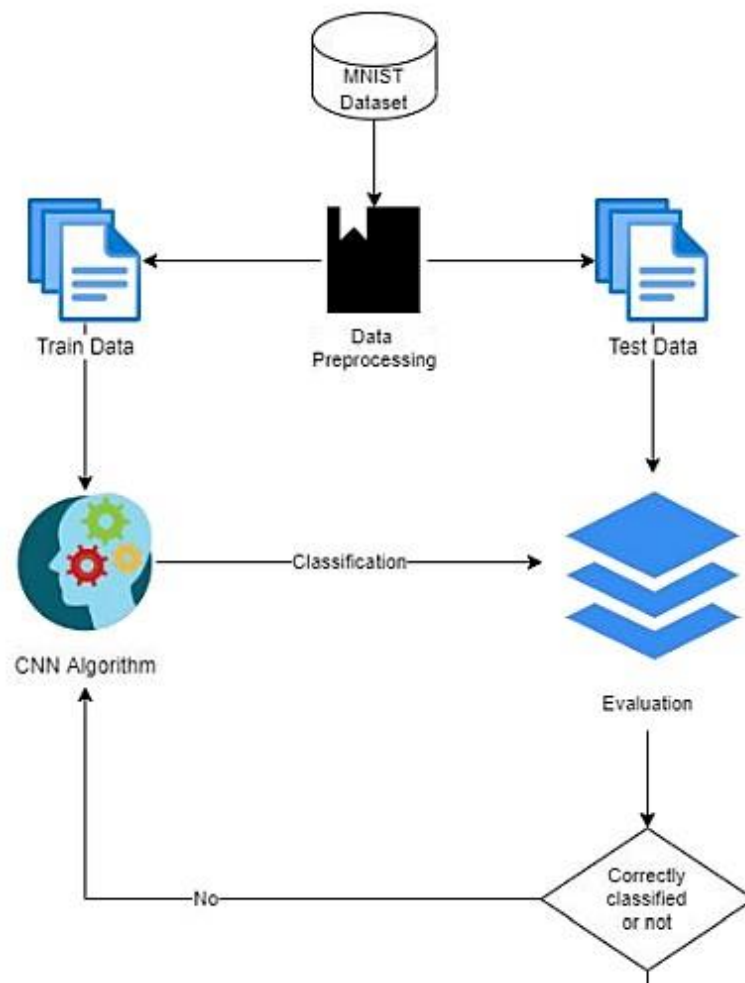 MNIST
Dataset
Train Data
Data
Preprocessing
Test Data
Classification
CNN Algorithm
Evaluation
No
Correctly
classified
or not